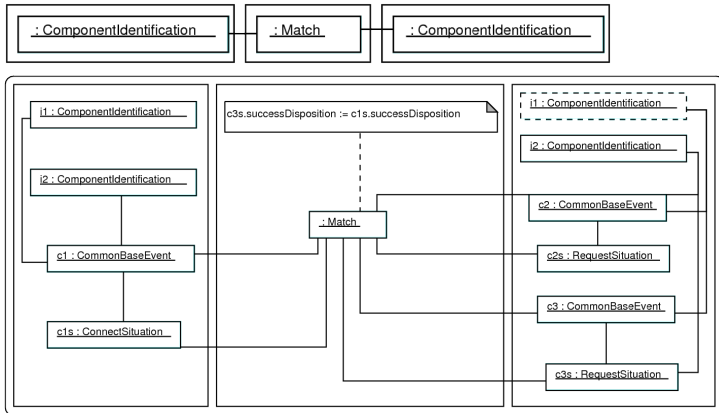 : ComponentIdentification
: Match
: ComponentIdentification
i1 : ComponentIdentification
i2 : ComponentIdentification
c1 : CommonBaseEvent
c1s : ConnectSituation
c3s.successDisposition := c1s.successDisposition
: Match
i1 : ComponentIdentification
i2 : ComponentIdentification
c2 : CommonBaseEvent
c2s : RequestSituation
c3 : CommonBaseEvent
c3s : RequestSituation